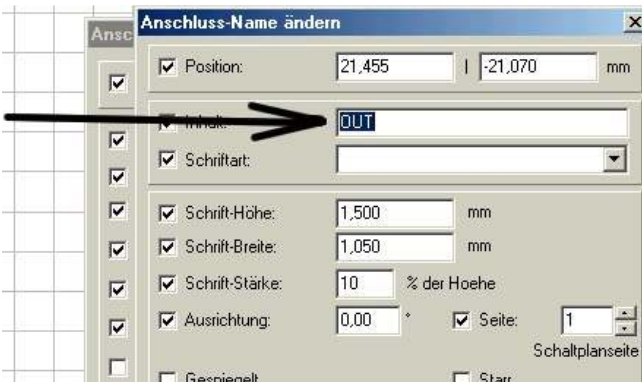 Ansc
Anschluss-Name ändern
Position: 21,455 | -21,070 mm
Inhalt: OUT
Schriftart:
Schrift-Höhe: 1,500 mm
Schrift-Breite: 1,050 mm
Schrift-Stärke: 10 % der Hoehe
Ausrichtung: 0,00 ° Seite: 1
Schaltplanseite
Gespiegelt Starr